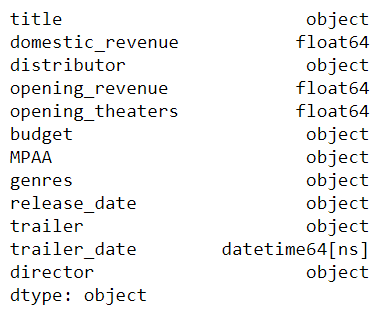 title object
domestic_revenue float64
distributor object
opening_revenue float64
opening_theaters float64
budget object
MPAA object
genres object
release_date object
trailer object
trailer_date datetime64[ns]
director object
dtype: object